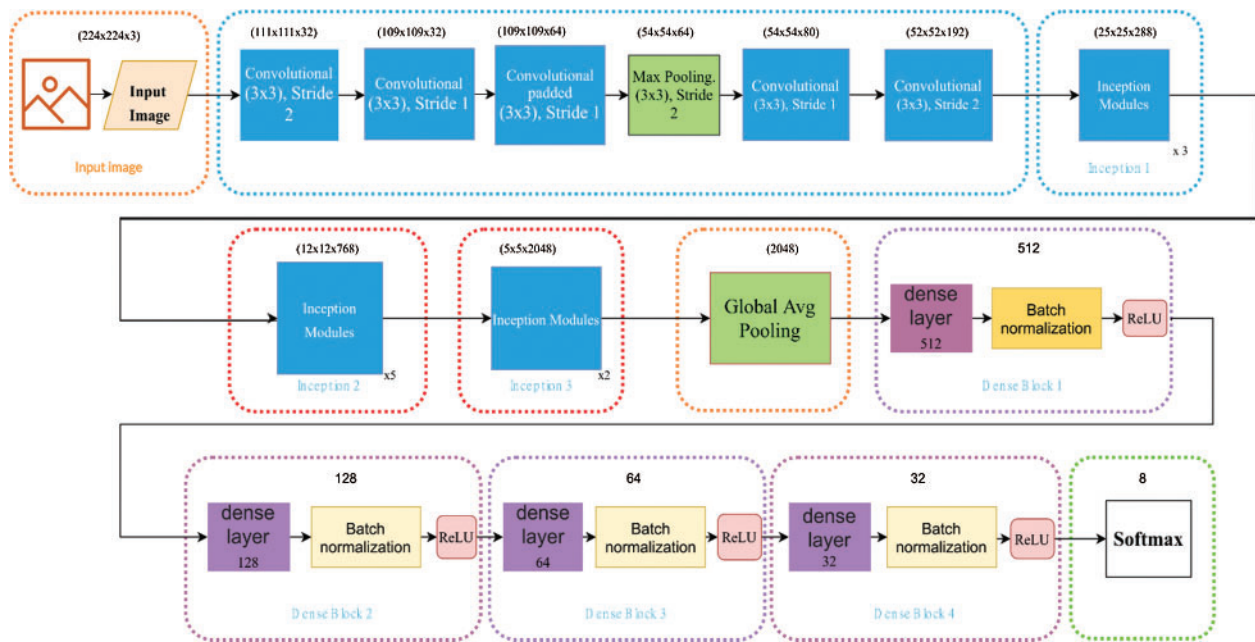 (224x224x3)
Input
Image
Input image
(111x111x32)
Convolutional
(3x3), Stride
2
(109x109x32)
Convolutional
(3x3), Stride 1
(109x109x64)
Convolutional
padded
(3x3), Stride 1
(54x54x64)
Max Pooling.
(3x3), Stride
2
(54x54x80)
Convolutional
(3x3), Stride 1
(52x52x192)
Convolutional
(3x3), Stride 2
(25x25x288)
Inception
Modules
x 3
Inception 1
(12x12x768)
Inception
Modules
x5
Inception 2
(5x5x2048)
Inception Modules
x2
Inception 3
(2048)
Global Avg
Pooling
512
dense
layer
512
Batch
normalization
ReLU
Dense Block 1
128
dense
layer
128
Batch
normalization
ReLU
Dense Block 2
64
dense
layer
64
Batch
normalization
ReLU
Dense Block 3
32
dense
layer
32
Batch
normalization
ReLU
Dense Block 4
8
Softmax